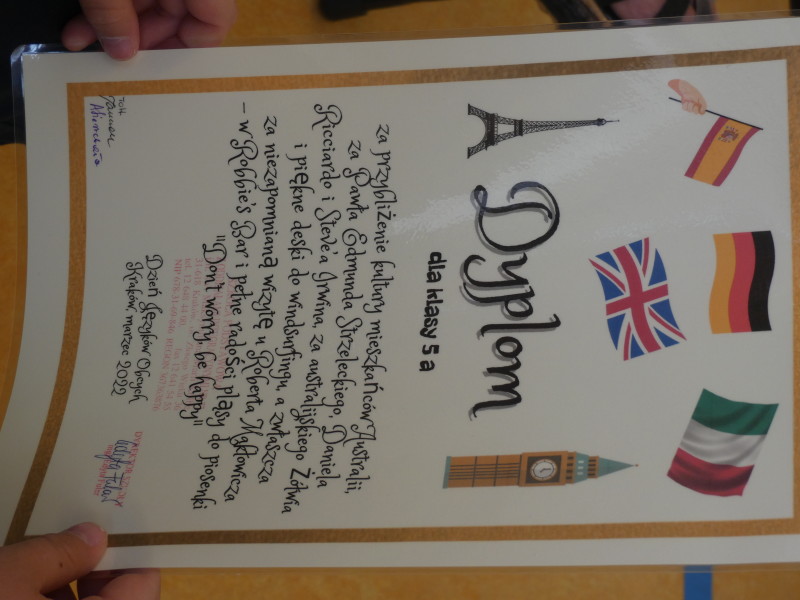 Dyplom
dla klasy 5 a
za przybliżenie kultury mieszkańców Australii,
za Pawła Edmunda Strzeleckiego, Daniela
Ricciardo i Steve'a Irwina, za australijskiego Żółwia
i piękne deski do windsurfingu, a zwłaszcza
za niezapomnianą wizytę u Roberta Makłowicza
– w Robbie's Bar i pełne radości pląsy do piosenki
"Don't worry, be happy"
Dzień Języków Obcych
Kraków, marzec 2022